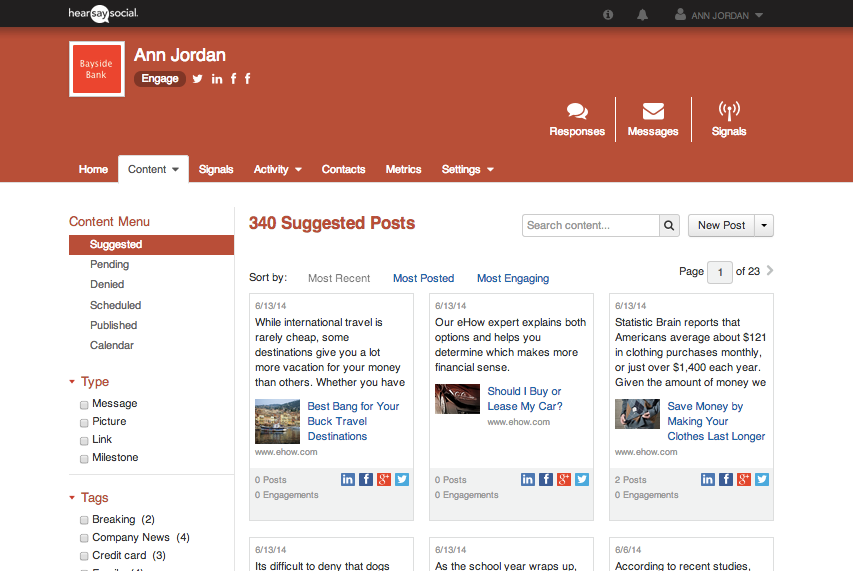 hearsaysocial.
ANN JORDAN
Bayside
Bank
Ann Jordan
Engage
Responses
Messages
Signals
Home
Content
Signals
Activity
Contacts
Metrics
Settings
Content Menu
Suggested
Pending
Denied
Scheduled
Published
Calendar
Type
Message
Picture
Link
Milestone
Tags
Breaking (2)
Company News (4)
Credit card (3)
340 Suggested Posts
Search content...
New Post
Sort by:
Most Recent
Most Posted
Most Engaging
Page 1 of 23
6/13/14
While international travel is
rarely cheap, some
destinations give you a lot
more vacation for your money
than others. Whether you have
Best Bang for Your
Buck Travel
Destinations
www.ehow.com
0 Posts
0 Engagements
6/13/14
Our eHow expert explains both
options and helps you
determine which makes more
financial sense.
Should I Buy or
Lease My Car?
www.ehow.com
0 Posts
0 Engagements
6/13/14
Statistic Brain reports that
Americans average about $121
in clothing purchases monthly,
or just over $1,400 each year.
Given the amount of money we
Save Money by
Making Your
Clothes Last Longer
www.ehow.com
2 Posts
0 Engagements
6/13/14
Its difficult to deny that dogs
6/13/14
As the school year wraps up,
6/6/14
According to recent studies,